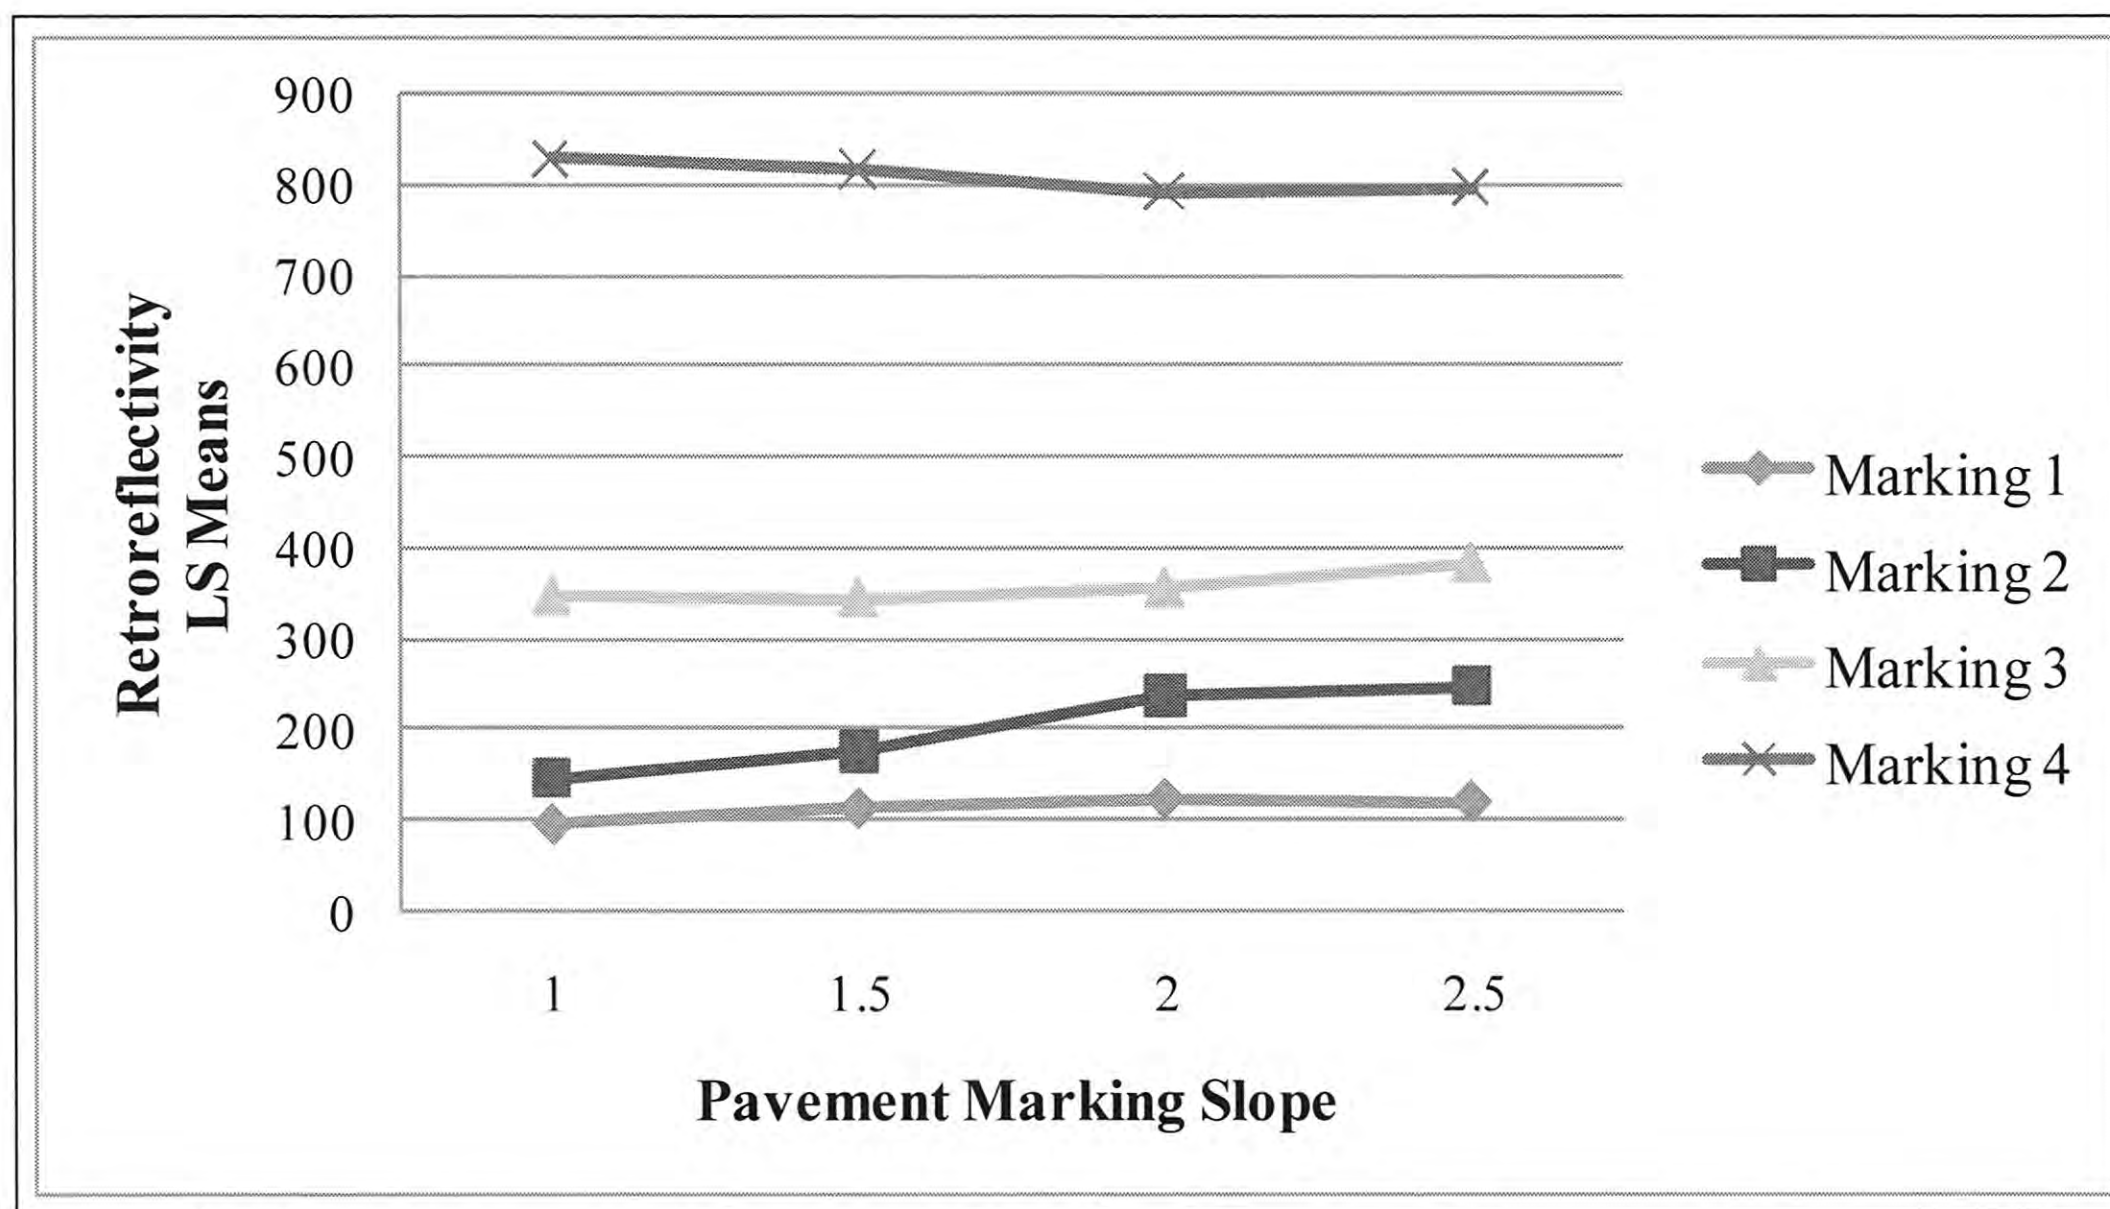 900
800
700
600
500
400
300
200
100
0
Retroreflectivity
LS Means
1 1.5 2 2.5
Pavement Marking Slope
Marking 1
Marking 2
Marking 3
Marking 4